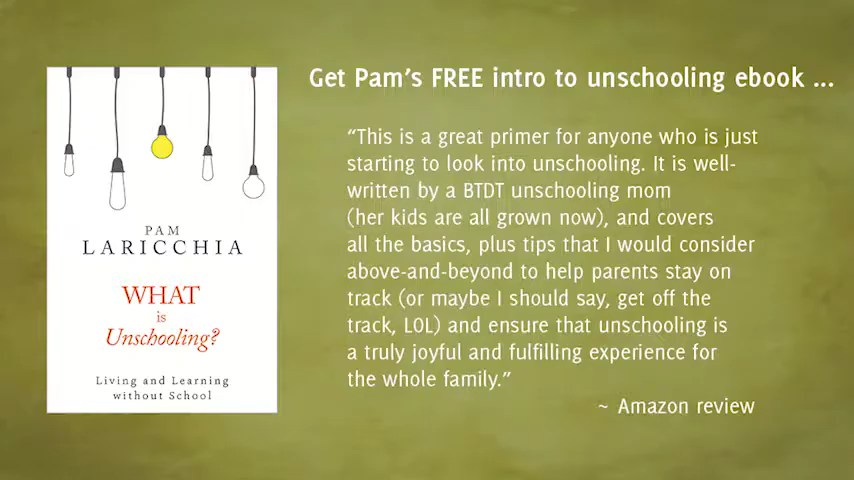 Get Pam's FREE intro to unschooling ebook ...
PAM
LARICCHIA
WHAT
is
Unschooling?
Living and Learning
without School
“This is a great primer for anyone who is just
starting to look into unschooling. It is well-
written by a BTDT unschooling mom
(her kids are all grown now), and covers
all the basics, plus tips that I would consider
above-and-beyond to help parents stay on
track (or maybe I should say, get off the
track, LOL) and ensure that unschooling is
a truly joyful and fulfilling experience for
the whole family.”
~ Amazon review